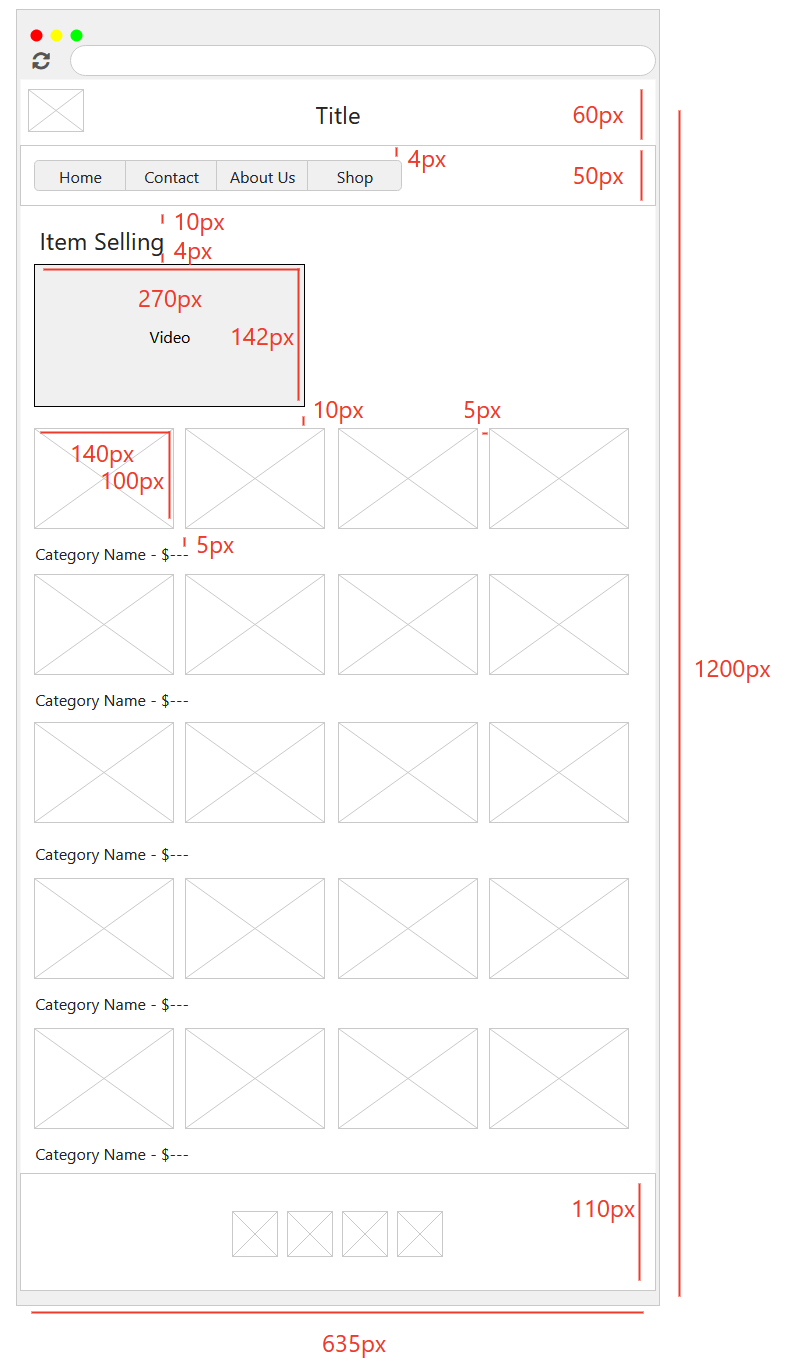 Title
60px
4px
Home
Contact
About Us
Shop
50px
10px
Item Selling
4px
270px
Video
142px
10px
5px
140px
100px
5px
Category Name - $---
1200px
Category Name - $---
Category Name - $---
Category Name - $---
Category Name - $---
110px
635px